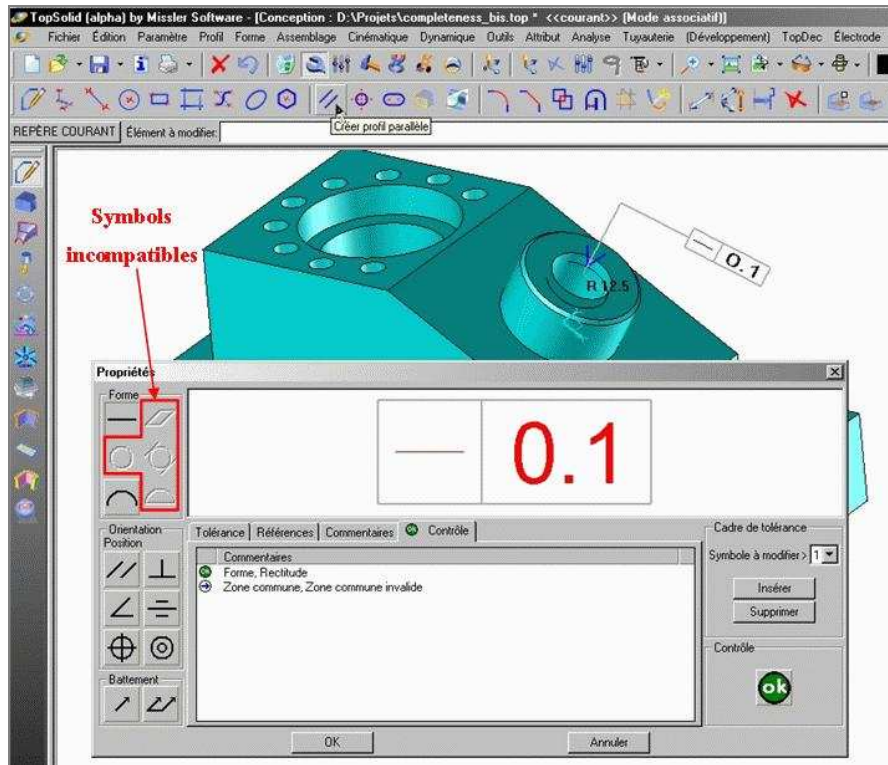 TopSolid (alpha) by Missler Software - [Conception : D:\Projets\completeness_bis.top * <<courant>> (Mode associatif)]
Fichier Édition Paramètre Profil Forme Assemblage Cinématique Dynamique Outils Attribut Analyse Tuyauterie (Développement) TopDec Électrode
REPÈRE COURANT Élément à modifier:
Créer profil parallèle
Symbols
incompatibles
0.1
R 12.5
Propriétés
Forme
0.1
Orientation
Position
Battement
Tolérance Références Commentaires Contrôle
Commentaires
Forme, Rectitude
Zone commune, Zone commune invalide
Cadre de tolérance
Symbole à modifier > 1
Insérer
Supprimer
Contrôle
ok
OK Annuler